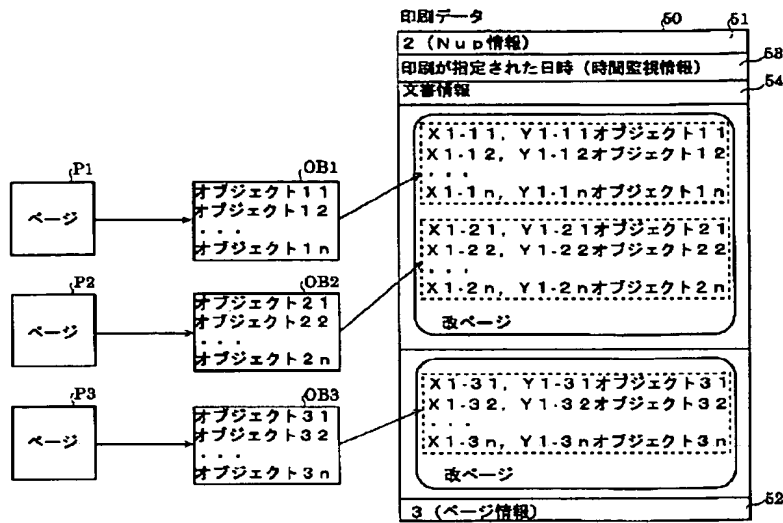 印刷データ
50
51
2（Nup情報）
53
印刷が指定された日時（時間監視情報）
54
文書情報
P1
ページ
OB1
オブジェクト11
オブジェクト12
...
オブジェクト1n
X1-11, Y1-11オブジェクト11
X1-12, Y1-12オブジェクト12
...
X1-1n, Y1-1nオブジェクト1n
P2
ページ
OB2
オブジェクト21
オブジェクト22
...
オブジェクト2n
X1-21, Y1-21オブジェクト21
X1-22, Y1-22オブジェクト22
...
X1-2n, Y1-2nオブジェクト2n
改ページ
P3
ページ
OB3
オブジェクト31
オブジェクト32
...
オブジェクト3n
X1-31, Y1-31オブジェクト31
X1-32, Y1-32オブジェクト32
...
X1-3n, Y1-3nオブジェクト3n
改ページ
52
3（ページ情報）